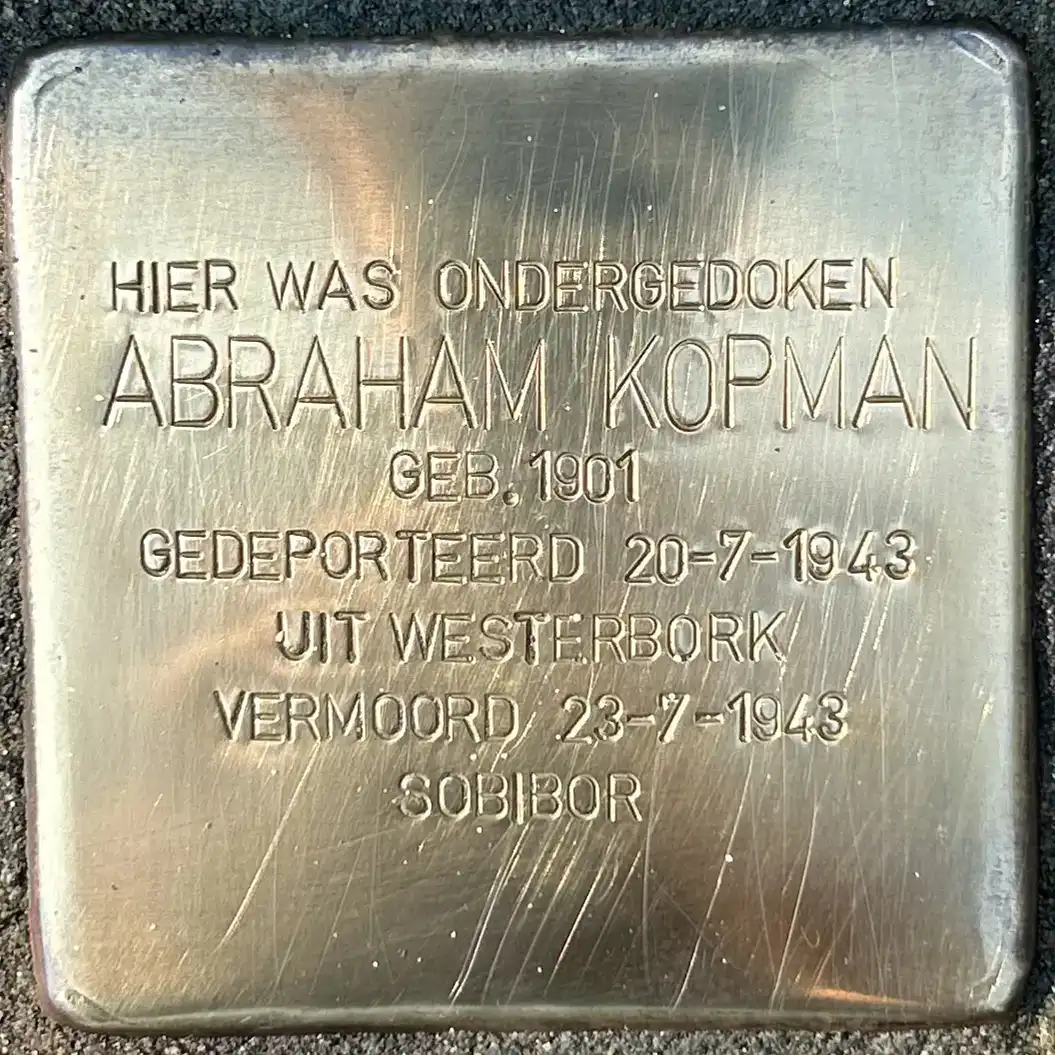 HIER WAS ONDERGEDOKEN
ABRAHAM KOPMAN
GEB. 1901
GEDEPORTEERD 20-7-1943
UIT WESTERBORK
VERMOORD 23-7-1943
SOBIBOR